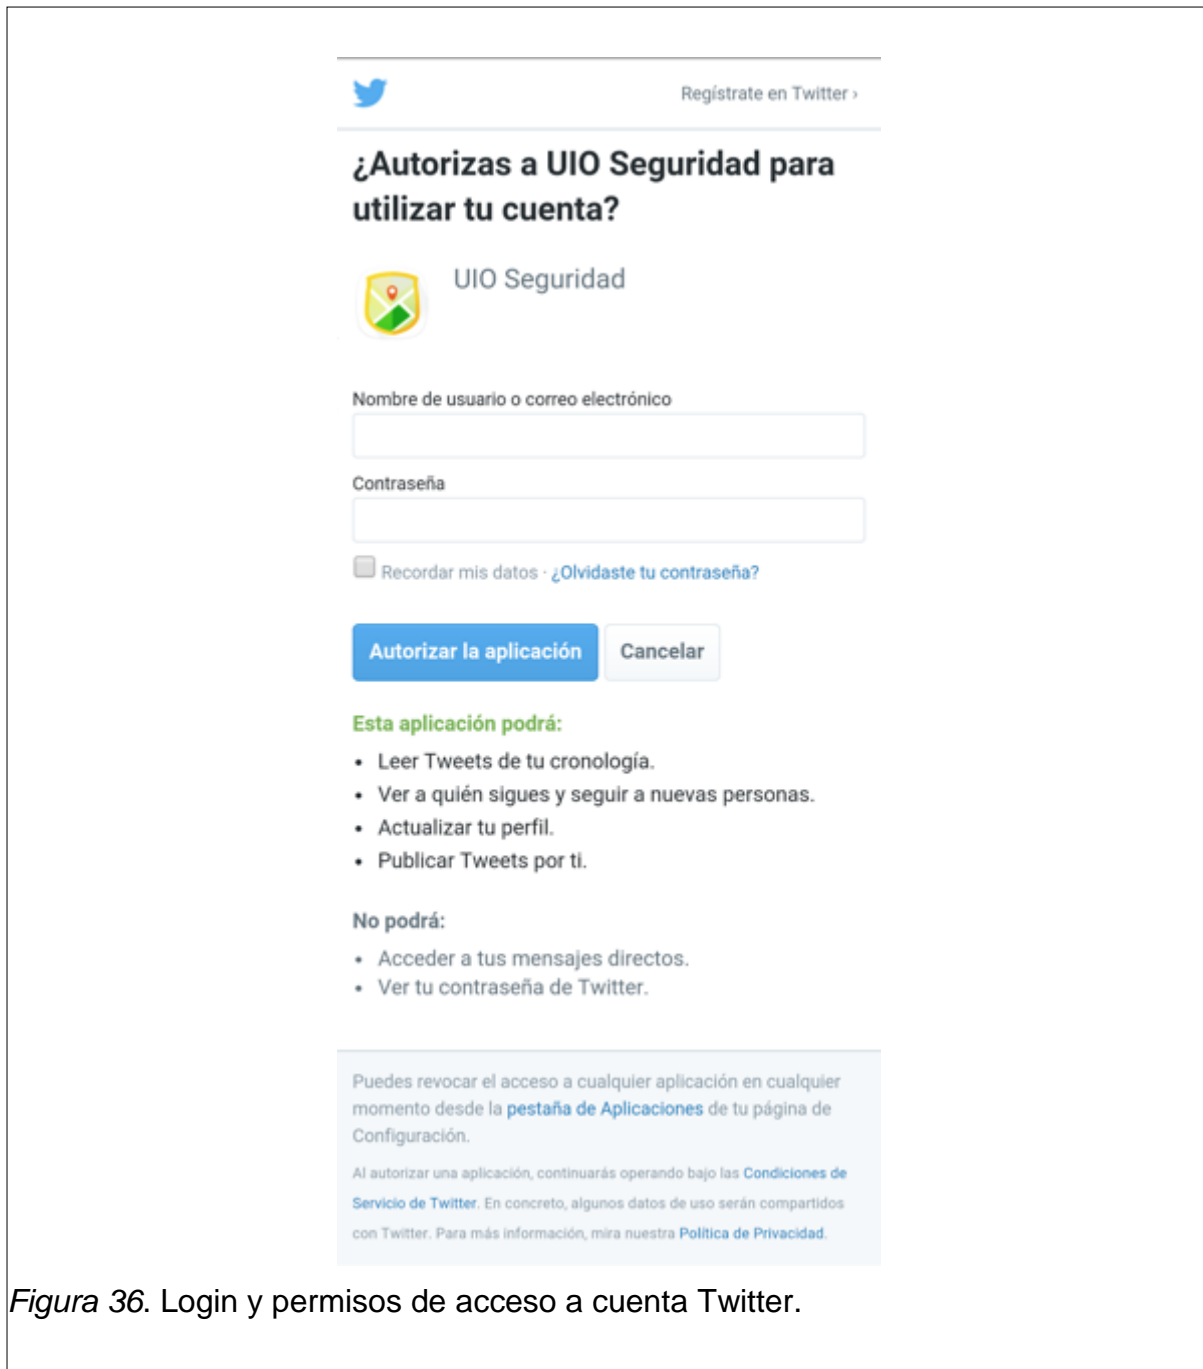 Regístrate en Twitter ›
¿Autorizas a UIO Seguridad para
utilizar tu cuenta?
UIO Seguridad
Nombre de usuario o correo electrónico
Contraseña
Recordar mis datos · ¿Olvidaste tu contraseña?
Autorizar la aplicación Cancelar
Esta aplicación podrá:
• Leer Tweets de tu cronología.
• Ver a quién sigues y seguir a nuevas personas.
• Actualizar tu perfil.
• Publicar Tweets por ti.
No podrá:
• Acceder a tus mensajes directos.
• Ver tu contraseña de Twitter.
Puedes revocar el acceso a cualquier aplicación en cualquier
momento desde la pestaña de Aplicaciones de tu página de
Configuración.
Al autorizar una aplicación, continuarás operando bajo las Condiciones de
Servicio de Twitter. En concreto, algunos datos de uso serán compartidos
con Twitter. Para más información, mira nuestra Política de Privacidad.
Figura 36. Login y permisos de acceso a cuenta Twitter.